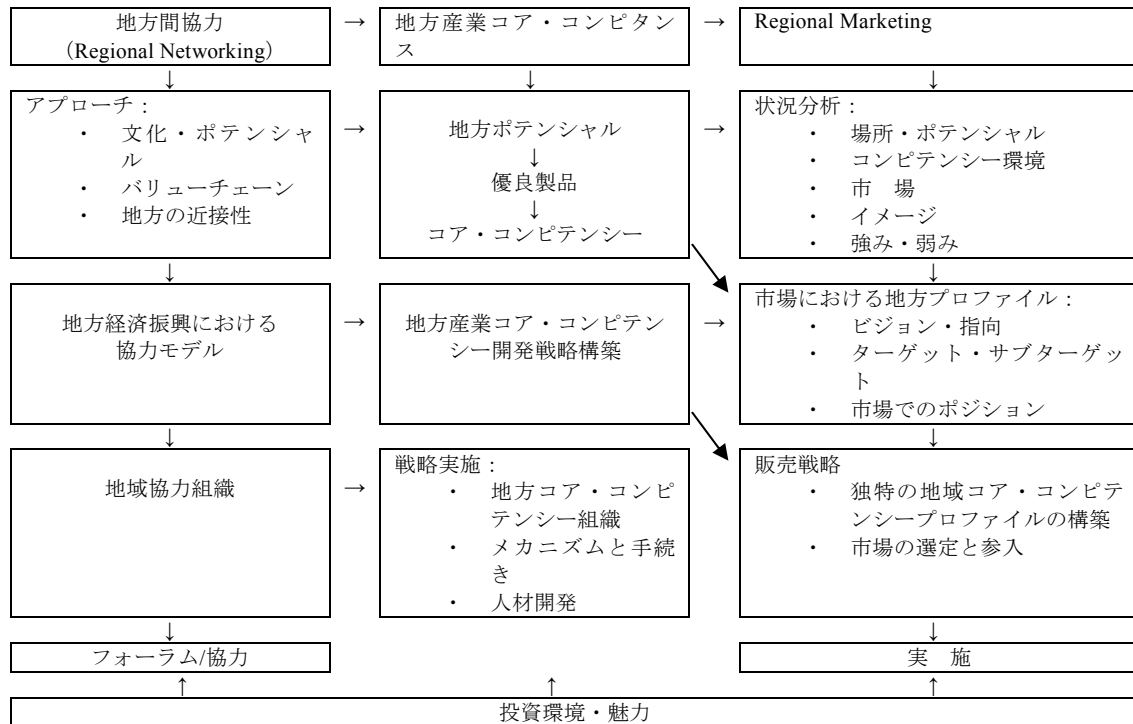 地方間協力
（Regional Networking）
→
地方産業コア・コンピタン
ス
→
Regional Marketing
↓
↓
↓
アプローチ：
・ 文化・ポテンシャ
ル
・ バリューチェーン
・ 地方の近接性
→
地方ポテンシャル
↓
優良製品
↓
コア・コンピテンシー
→
状況分析：
・ 場所・ポテンシャル
・ コンピテンシー環境
・ 市 場
・ イメージ
・ 強み・弱み
↓
↓
地方経済振興における
協力モデル
→
地方産業コア・コンピテン
シー開発戦略構築
→
市場における地方プロファイル：
・ ビジョン・指向
・ ターゲット・サブターゲッ
ト
・ 市場でのポジション
↓
↓
地域協力組織
→
戦略実施：
・ 地方コア・コンピ
テンシー組織
・ メカニズムと手続
き
・ 人材開発
販売戦略
・ 独特の地域コア・コンピテ
ンシープロファイルの構築
・ 市場の選定と参入
↓
↓
フォーラム/協力
実 施
↑
↑
↑
投資環境・魅力